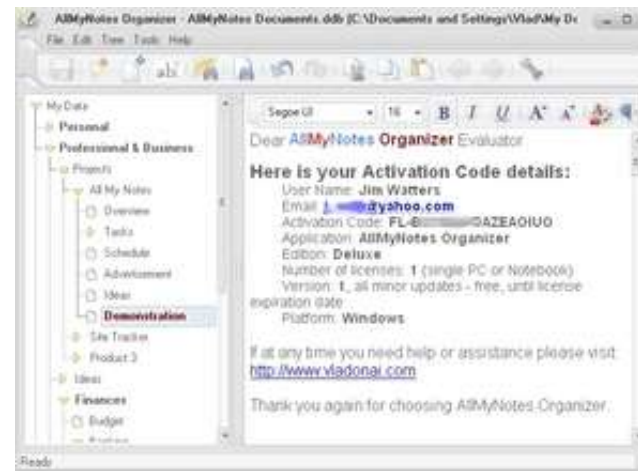 AllMyNotes Organizer - AllMyNotes Documents.ddb (C:\Documents and Settings\Vlad\My Do
File Edit Tree Tools Help
My Data
Personal
Professional & Business
Projects
All My Notes
Overview
Tasks
Schedule
Advertisment
Ideas
Demonstration
Site Tracker
Product 3
Ideas
Finances
Budget
Ready
Segoe UI 16 B I U A A
Dear AllMyNotes Organizer Evaluator
Here is your Activation Code details:
User Name: Jim Watters
Email: @yahoo.com
Activation Code: FL-B OAZEAOIUO
Application: AllMyNotes Organizer
Edition: Deluxe
Number of licenses: 1 (single PC or Notebook)
Version: 1, all minor updates - free, until license
expiration date
Platform: Windows
If at any time you need help or assistance please visit:
http://www.vladonai.com
Thank you again for choosing AllMyNotes Organizer.